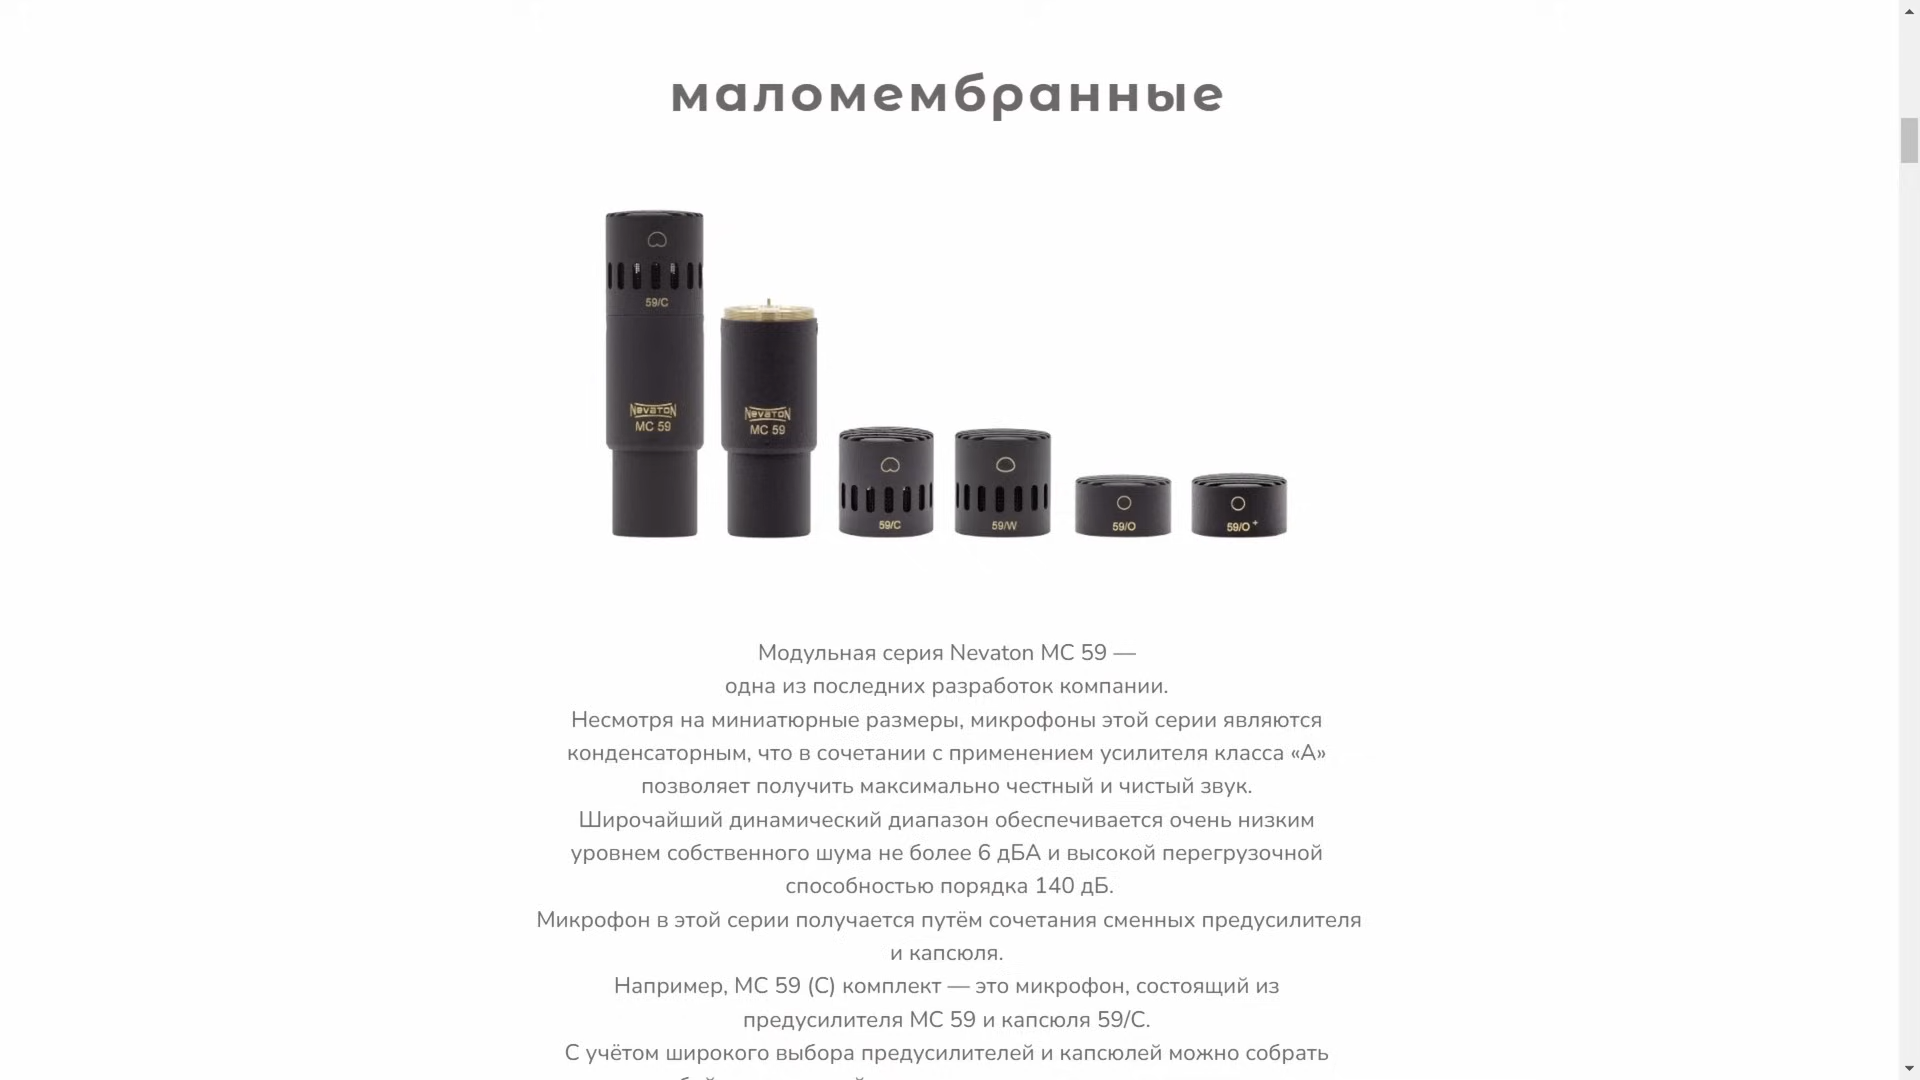 маломембранные
59/C
NEVATON
MC 59
NEVATON
MC 59
59/C
59/W
59/O
59/O +
Модульная серия Nevaton MC 59 —
одна из последних разработок компании.
Несмотря на миниатюрные размеры, микрофоны этой серии являются
конденсаторным, что в сочетании с применением усилителя класса «А»
позволяет получить максимально честный и чистый звук.
Широчайший динамический диапазон обеспечивается очень низким
уровнем собственного шума не более 6 дБА и высокой перегрузочной
способностью порядка 140 дБ.
Микрофон в этой серии получается путём сочетания сменных предусилителя
и капсюля.
Например, МС 59 (С) комплект — это микрофон, состоящий из
предусилителя МС 59 и капсюля 59/С.
С учётом широкого выбора предусилителей и капсюлей можно собрать